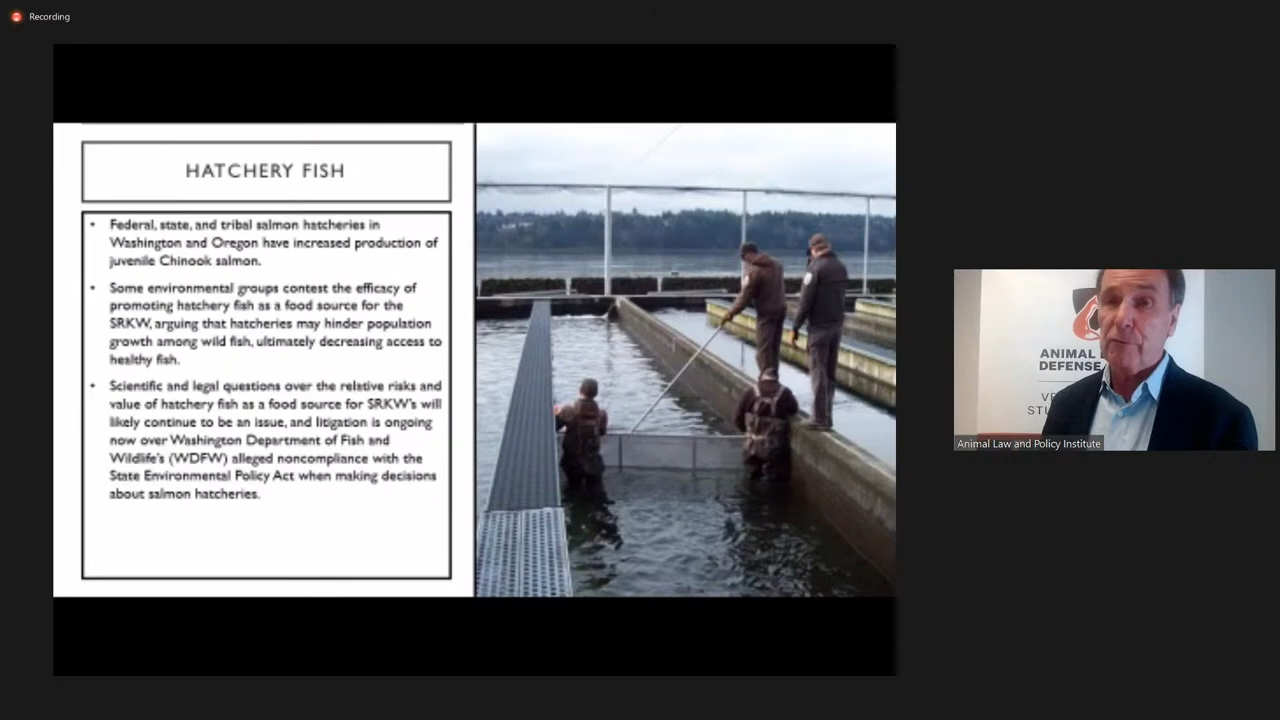 Recording
HATCHERY FISH
• Federal, state, and tribal salmon hatcheries in
Washington and Oregon have increased production of
juvenile Chinook salmon.
• Some environmental groups contest the efficacy of
promoting hatchery fish as a food source for the
SRKW, arguing that hatcheries may hinder population
growth among wild fish, ultimately decreasing access to
healthy fish.
• Scientific and legal questions over the relative risks and
value of hatchery fish as a food source for SRKW's will
likely continue to be an issue, and litigation is ongoing
now over Washington Department of Fish and
Wildlife's (WDFW) alleged noncompliance with the
State Environmental Policy Act when making decisions
about salmon hatcheries.
ANIMAL
DEFENSE
Animal Law and Policy Institute